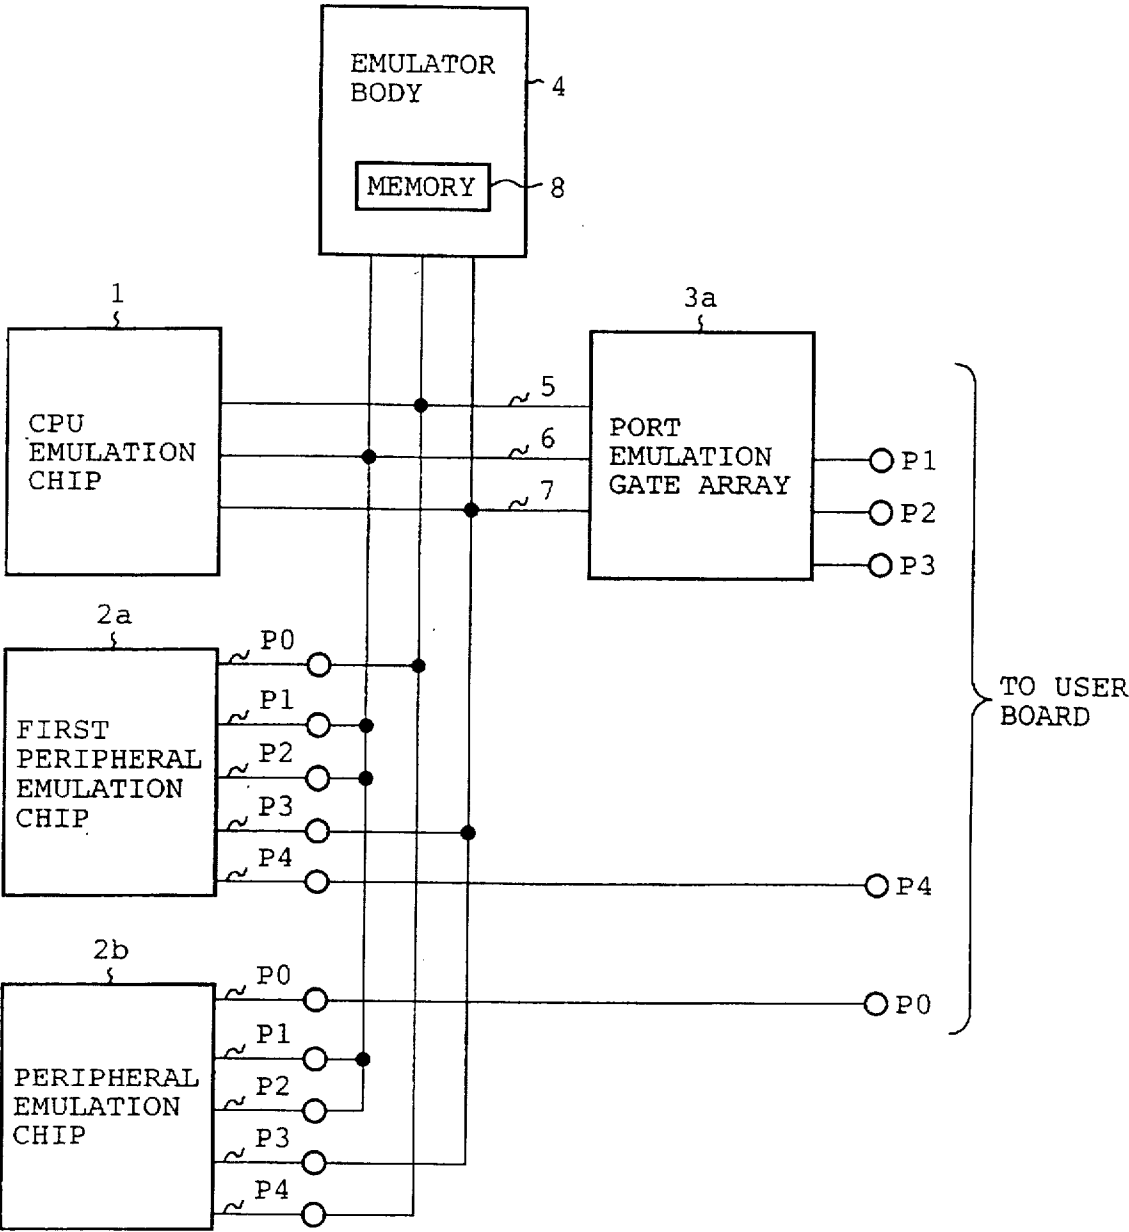 EMULATOR
BODY
4
MEMORY
8
1
3a
CPU
EMULATION
CHIP
5
6
7
PORT
EMULATION
GATE ARRAY
P1
P2
P3
2a
FIRST
PERIPHERAL
EMULATION
CHIP
P0
P1
P2
P3
P4
P4
TO USER
BOARD
2b
PERIPHERAL
EMULATION
CHIP
P0
P1
P2
P3
P4
P0